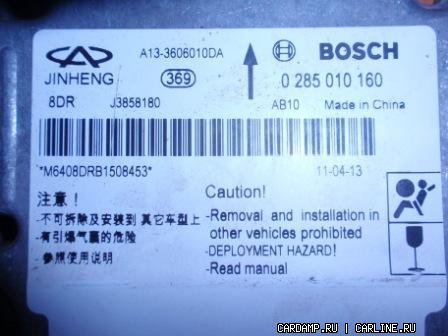 A13-3606010DA
BOSCH
JINHENG
369
0 285 010 160
8DR
J3858180
AB10
Made in China
*M6408DRB1508453*
11-04-13
注意！
-不可拆除及安装到 其它车型上
-有引爆气囊的危险
-参照使用说明
Caution!
-Removal and installation in
other vehicles prohibited
-DEPLOYMENT HAZARD!
-Read manual
CARDAMP.RU | CARLINE.RU